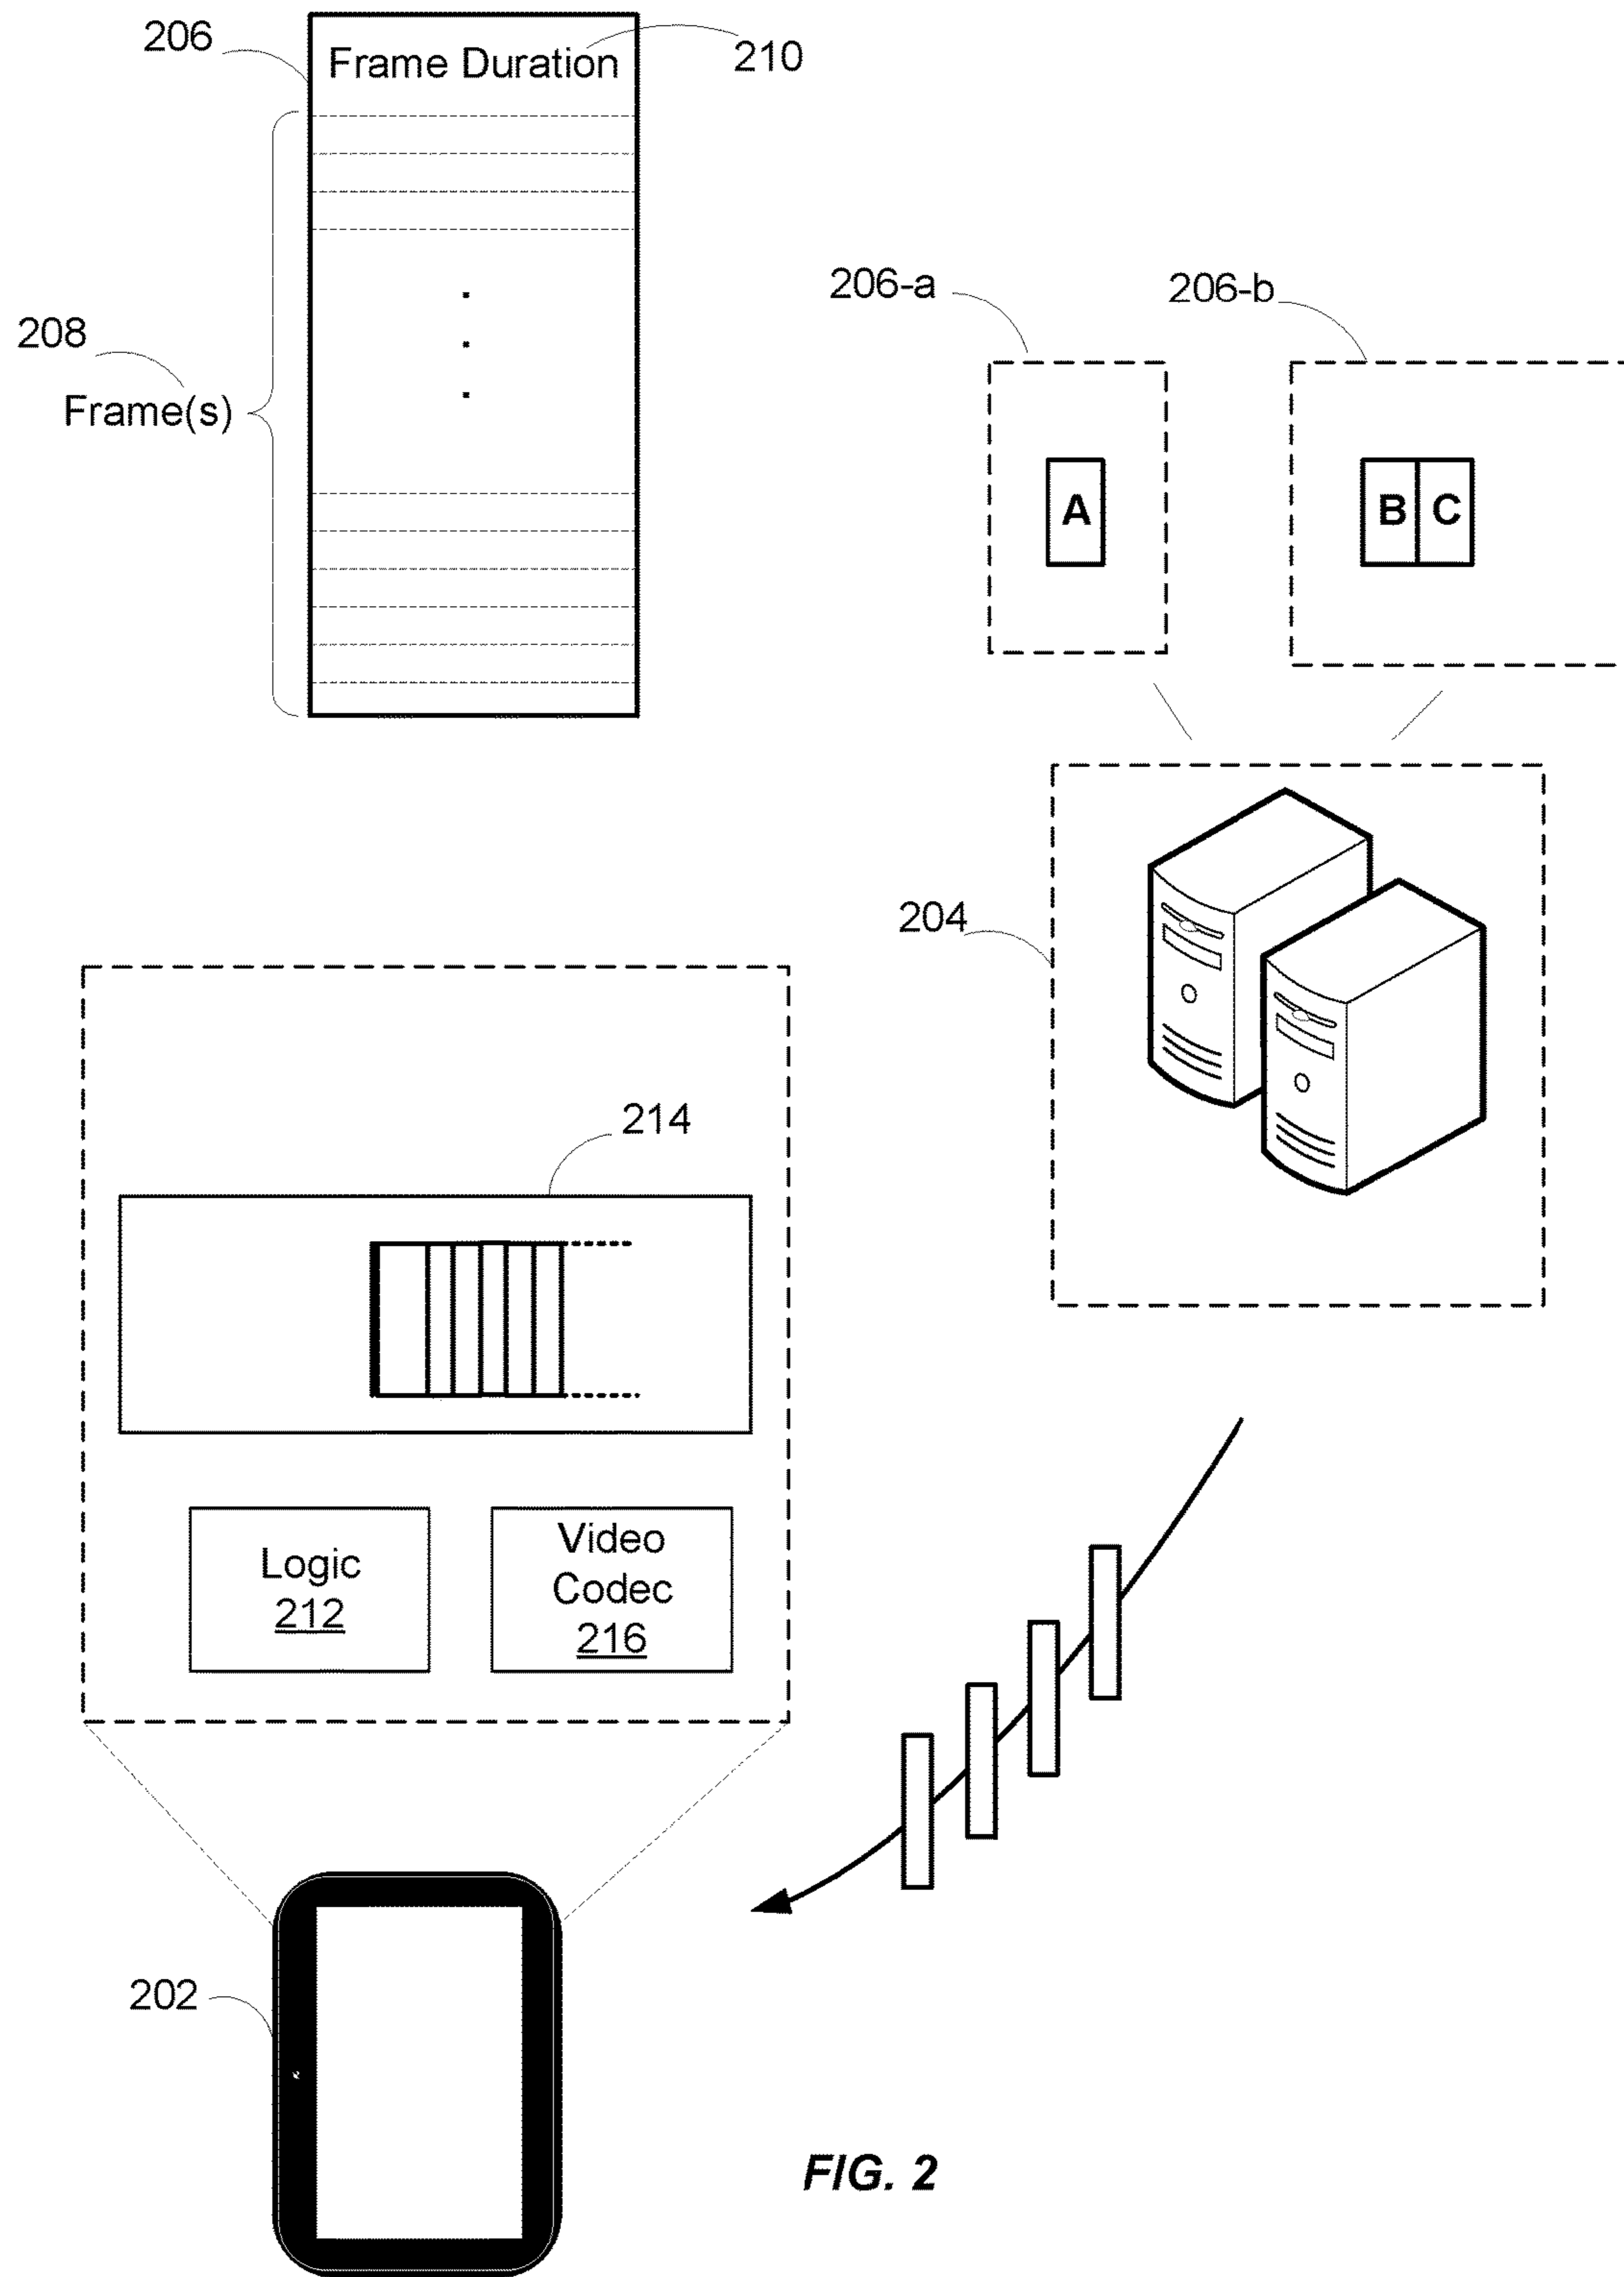 206
Frame Duration
210
208
Frame(s)
206-a
206-b
A
B C
204
214
Logic
212
Video
Codec
216
202
FIG. 2